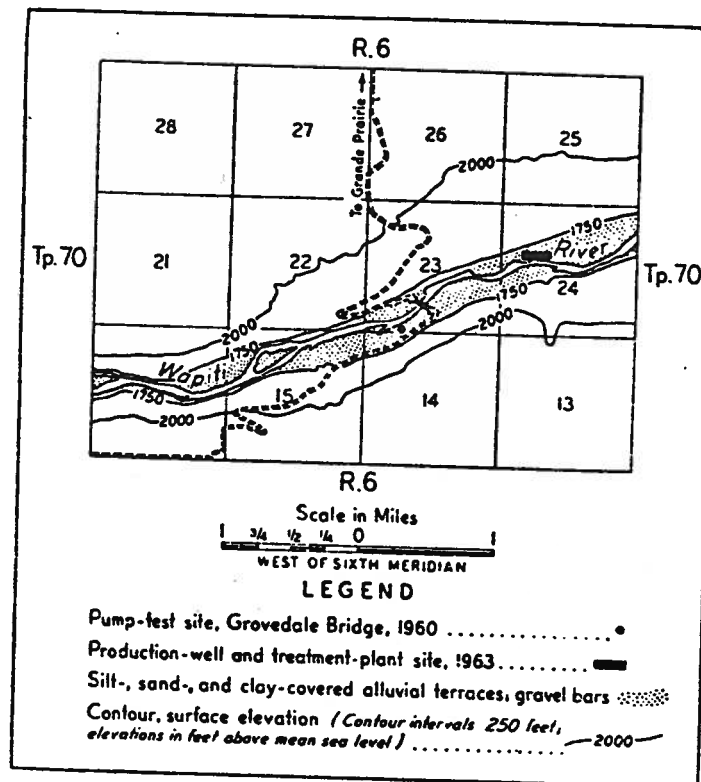 R.6
To Grande Prairie
28 27 26 25
2000
1750
River
Tp.70 21 22 23 24 Tp.70
1750
2000
2000
1750
Wapiti
1750
2000
15 14 13
R.6
Scale in Miles
1 3/4 1/2 1/4 0 1
WEST OF SIXTH MERIDIAN
LEGEND
Pump-test site, Grovedale Bridge, 1960
Production-well and treatment-plant site, 1963
Silt-, sand-, and clay-covered alluvial terraces; gravel bars
Contour, surface elevation (Contour intervals 250 feet;
elevations in feet above mean sea level) 2000